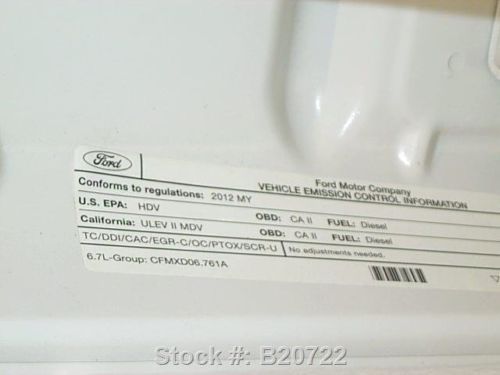 Ford
Ford Motor Company
VEHICLE EMISSION CONTROL INFORMATION
Conforms to regulations: 2012 MY
U.S. EPA: HDV OBD: CA II FUEL: Diesel
California: ULEV II MDV OBD: CA II FUEL: Diesel
TC/DDI/CAC/EGR-C/OC/PTOX/SCR-U No adjustments needed.
6.7L-Group: CFMXD06.761A
Stock #: B20722